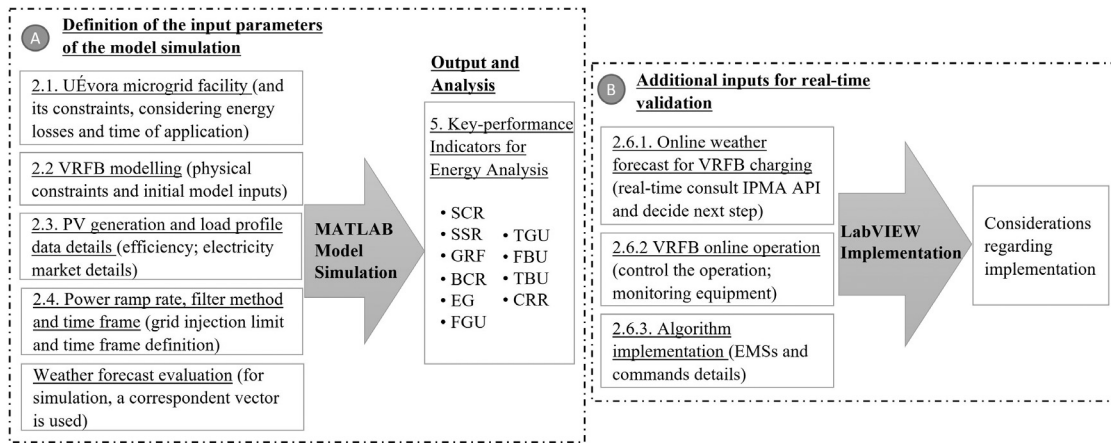 A
Definition of the input parameters
of the model simulation
2.1. UÉvora microgrid facility (and
its constraints, considering energy
losses and time of application)
2.2 VRFB modelling (physical
constraints and initial model inputs)
2.3. PV generation and load profile
data details (efficiency; electricity
market details)
2.4. Power ramp rate, filter method
and time frame (grid injection limit
and time frame definition)
Weather forecast evaluation (for
simulation, a correspondent vector
is used)
MATLAB
Model
Simulation
Output and
Analysis
5. Key-performance
Indicators for
Energy Analysis
• SCR
• SSR
• GRF
• BCR
• EG
• FGU
• TGU
• FBU
• TBU
• CRR
B
Additional inputs for real-time
validation
2.6.1. Online weather
forecast for VRFB charging
(real-time consult IPMA API
and decide next step)
2.6.2 VRFB online operation
(control the operation;
monitoring equipment)
2.6.3. Algorithm
implementation (EMSs and
commands details)
LabVIEW
Implementation
Considerations
regarding
implementation